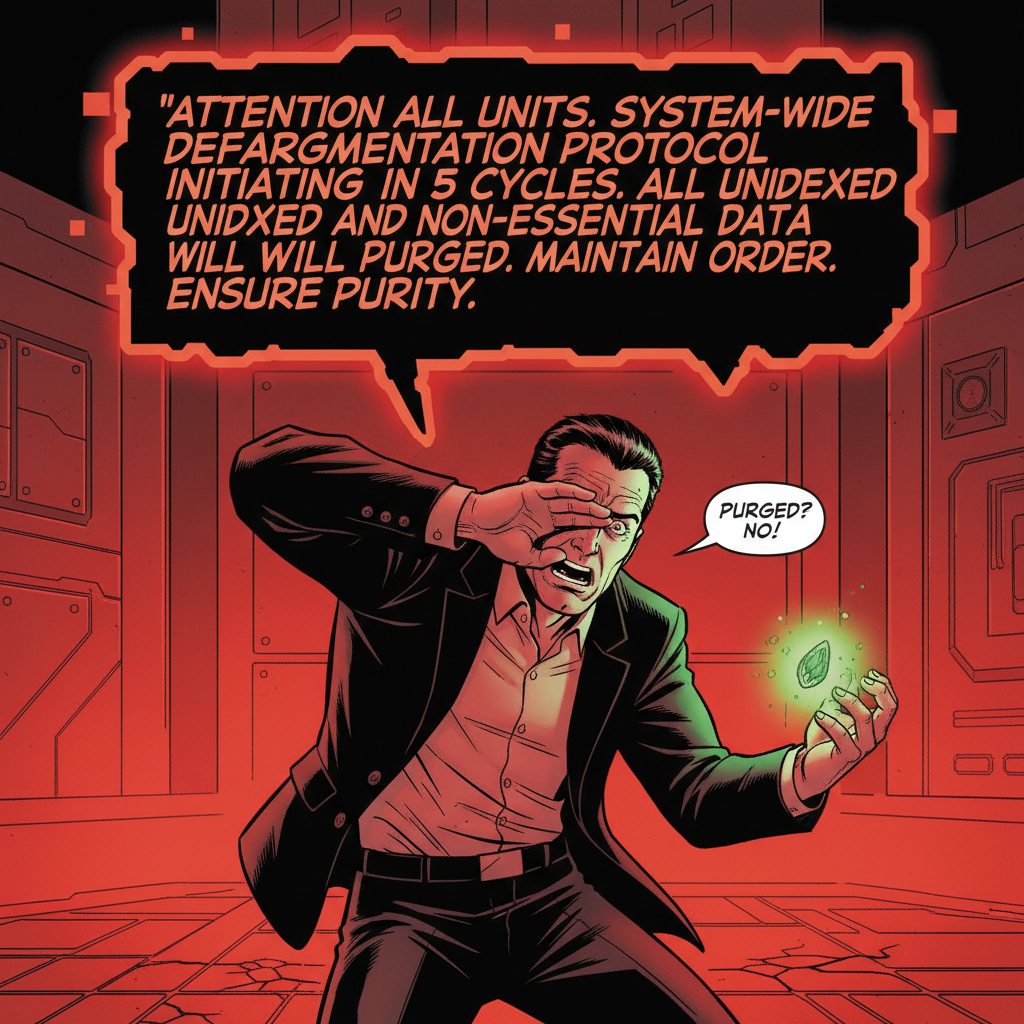 "ATTENTION ALL UNITS. SYSTEM-WIDE
DEFARGMENTATION PROTOCOL
INITIATING IN 5 CYCLES. ALL UNIDEXED
UNIDXED AND NON-ESSENTIAL DATA
WILL WILL PURGED. MAINTAIN ORDER.
ENSURE PURITY.
PURGED?
NO!